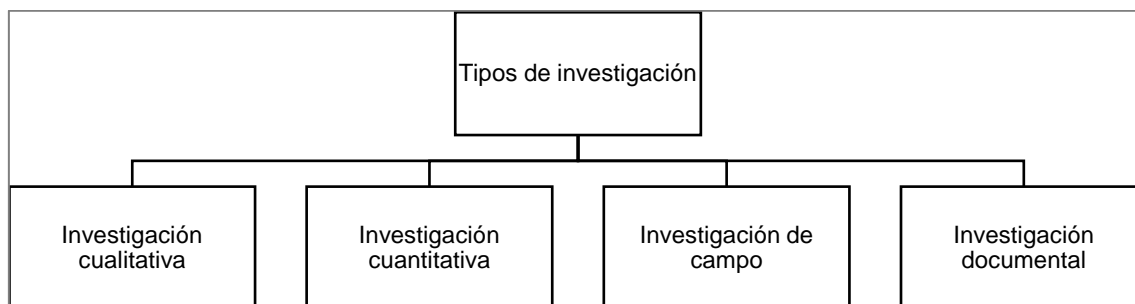 Tipos de investigación
Investigación
cualitativa
Investigación
cuantitativa
Investigación de
campo
Investigación
documental